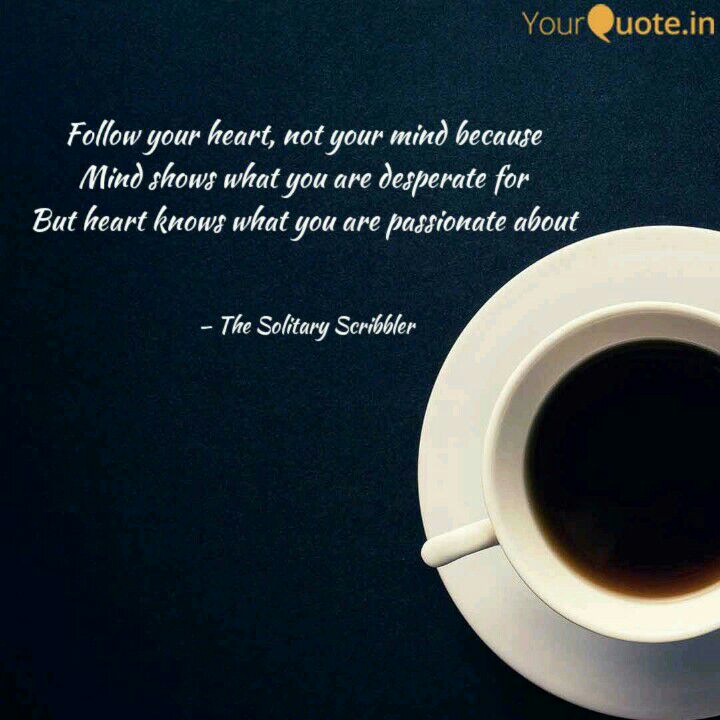 YourQuote.in
Follow your heart, not your mind because
Mind shows what you are desperate for
But heart knows what you are passionate about
- The Solitary Scribbler